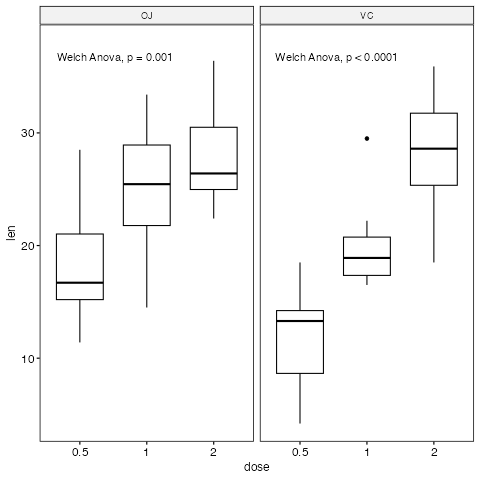 OJ VC
Welch Anova, p = 0.001 Welch Anova, p < 0.0001
30
20
10
len
0.5 1 2 0.5 1 2
dose